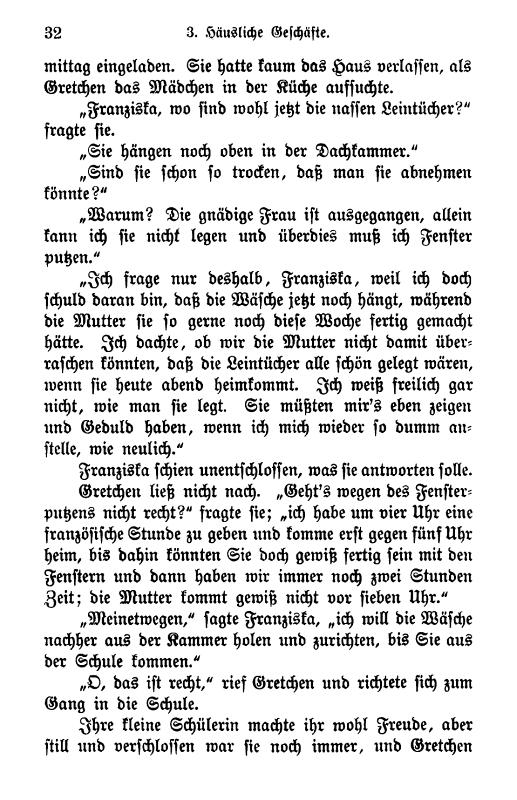 32 3. Häusliche Geschäfte.
mittag eingeladen. Sie hatte kaum das Haus verlassen, als
Gretchen das Mädchen in der Küche aufsuchte.
„Franziska, wo sind wohl jetzt die nassen Leintücher?“
fragte sie.
„Sie hängen noch oben in der Dachkammer.“
„Sind sie schon so trocken, daß man sie abnehmen
könnte?“
„Warum? Die gnädige Frau ist ausgegangen, allein
kann ich sie nicht legen und überdies muß ich Fenster
putzen.“
„Ich frage nur deshalb, Franziska, weil ich doch
schuld daran bin, daß die Wäsche jetzt noch hängt, während
die Mutter sie so gerne noch diese Woche fertig gemacht
hätte. Ich dachte, ob wir die Mutter nicht damit über-
raschen könnten, daß die Leintücher alle schön gelegt wären,
wenn sie heute abend heimkommt. Ich weiß freilich gar
nicht, wie man sie legt. Sie müßten mir's eben zeigen
und Geduld haben, wenn ich mich wieder so dumm an-
stelle, wie neulich.“
Franziska schien unentschlossen, was sie antworten solle.
Gretchen ließ nicht nach. „Geht's wegen des Fenster-
putzens nicht recht?“ fragte sie; „ich habe um vier Uhr eine
französische Stunde zu geben und komme erst gegen fünf Uhr
heim, bis dahin könnten Sie doch gewiß fertig sein mit den
Fenstern und dann haben wir immer noch zwei Stunden
Zeit; die Mutter kommt gewiß nicht vor sieben Uhr.“
„Meinetwegen,“ sagte Franziska, „ich will die Wäsche
nachher aus der Kammer holen und zurichten, bis Sie aus
der Schule kommen.“
„O, das ist recht,“ rief Gretchen und richtete sich zum
Gang in die Schule.
Ihre kleine Schülerin machte ihr wohl Freude, aber
still und verschlossen war sie noch immer, und Gretchen